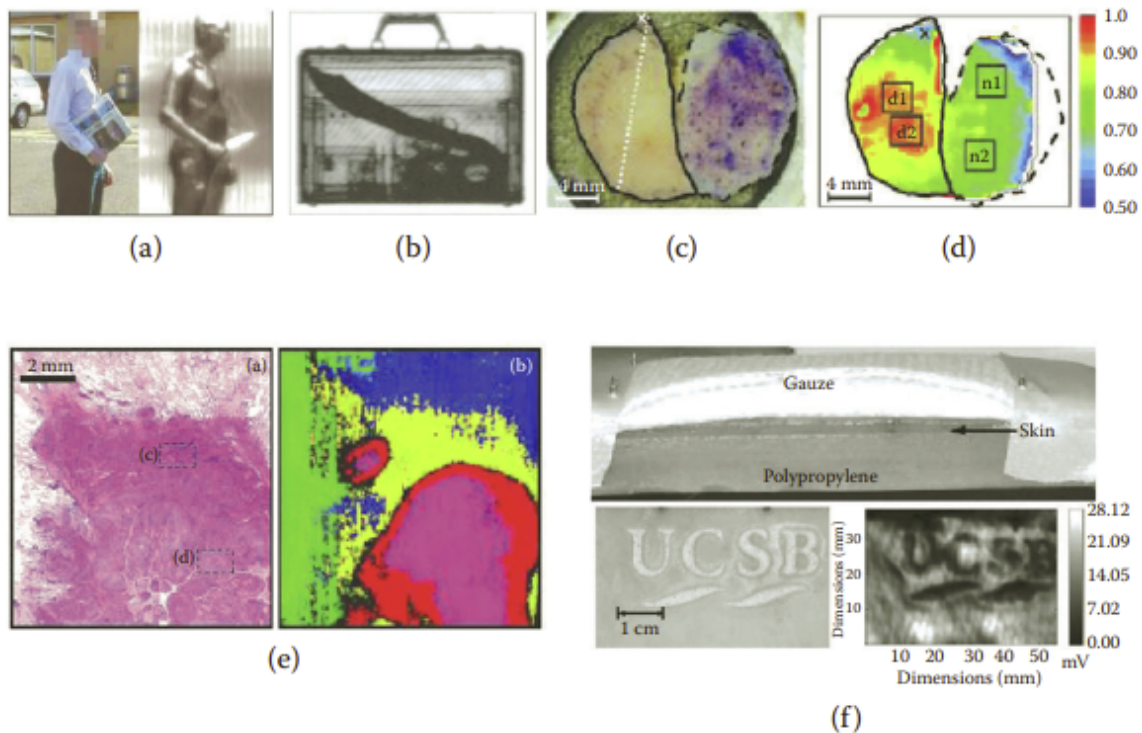 4 mm
×
d1
d2
n1
n2
4 mm
1.0
0.90
0.80
0.70
0.60
0.50
(a)
(b)
(c)
(d)
2 mm
(a)
(c)
(d)
(b)
(e)
Gauze
Skin
Polypropylene
UCSB
1 cm
Dimensions (mm)
30
20
10
UCSB
10 20 30 40 50
Dimensions (mm)
28.12
21.09
14.05
7.02
0.00
mV
(f)